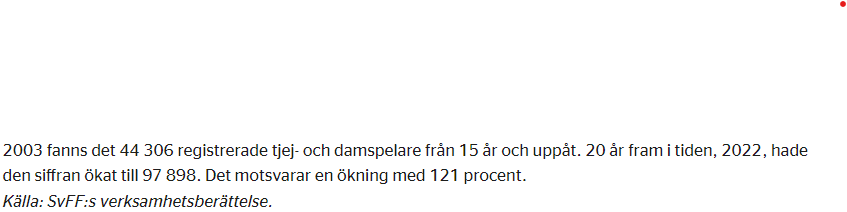 2003 fanns det 44 306 registrerade tjej- och damspelare från 15 år och uppåt. 20 år fram i tiden, 2022, hade
den siffran ökat till 97 898. Det motsvarar en ökning med 121 procent.
Källa: SvFF:s verksamhetsberättelse.